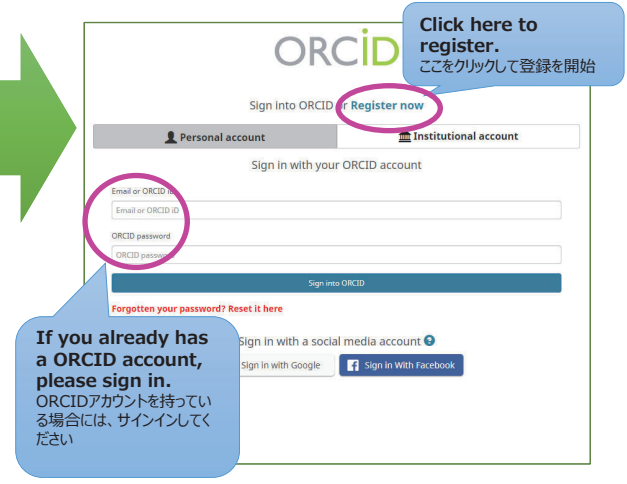 ORCiD
Click here to
register.
ここをクリックして登録を開始
Sign into ORCID or Register now
Personal account
Institutional account
Sign in with your ORCID account
Email or ORCID iD
Email or ORCID iD
ORCID password
ORCID password
Sign into ORCID
Forgotten your password? Reset it here
If you already has
a ORCID account,
please sign in.
ORCIDアカウントを持ってい
る場合には、サインインしてく
ださい
Sign in with a social media account ?
Sign in with Google
f Sign in With Facebook